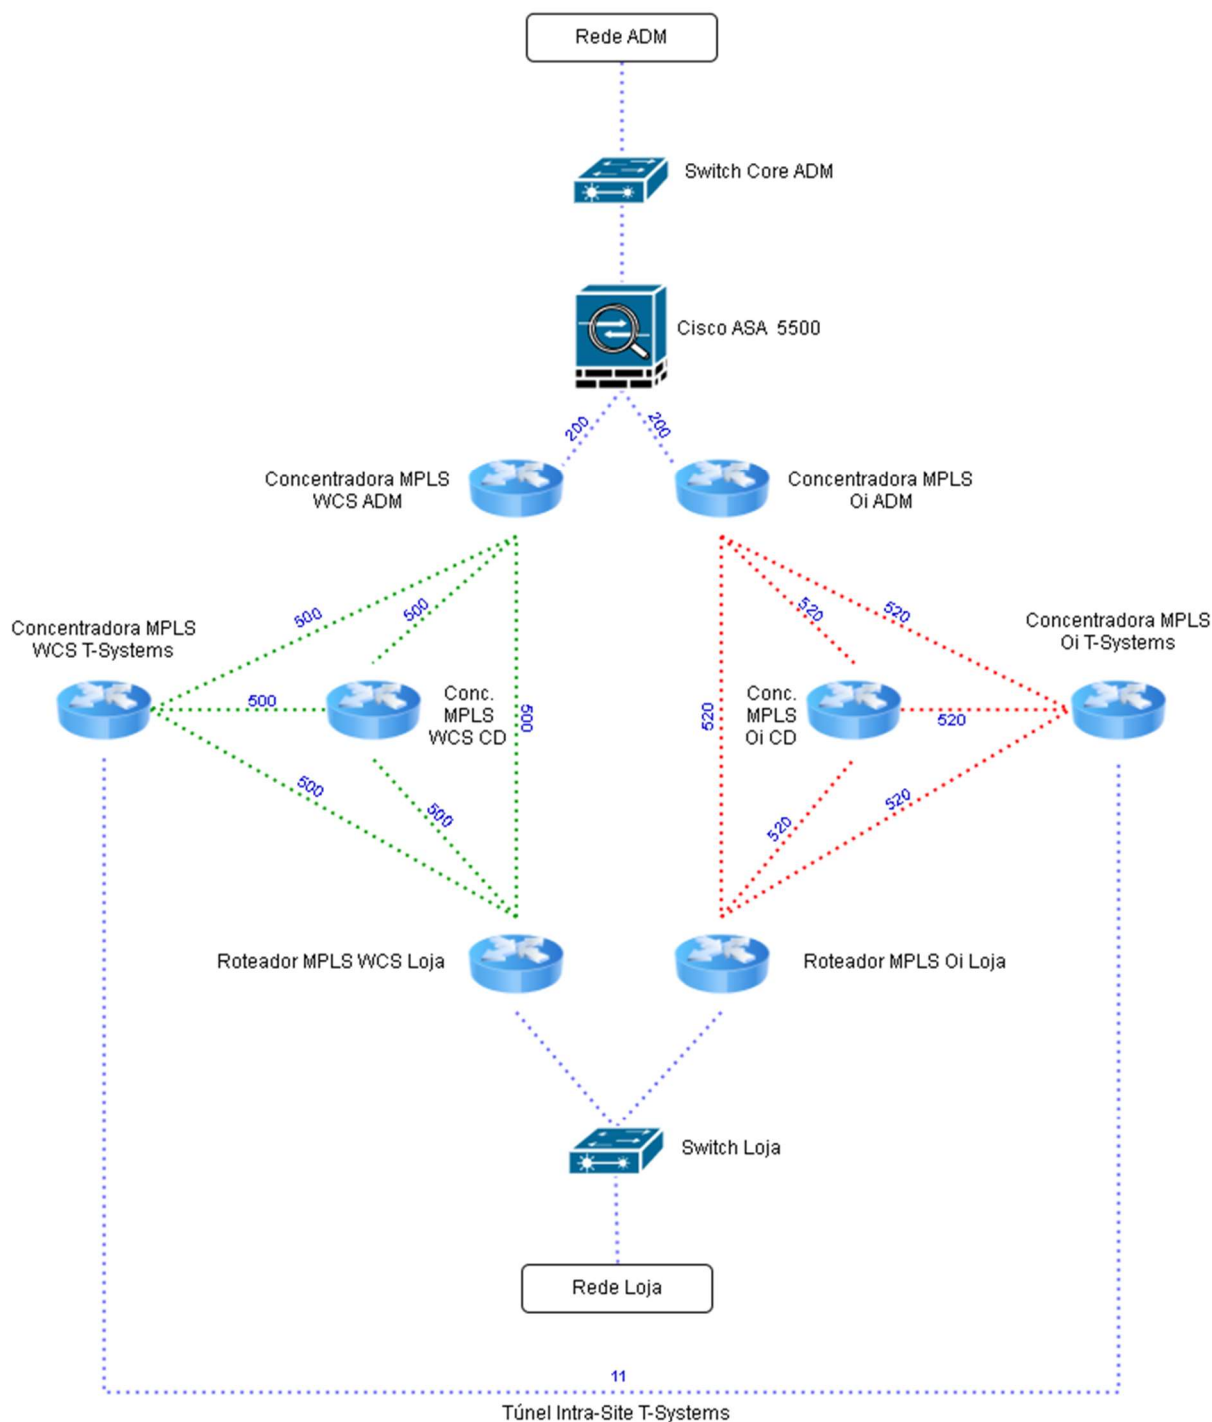 Rede ADM
Switch Core ADM
Cisco ASA 5500
200
200
Concentradora MPLS
WCS ADM
Concentradora MPLS
Oi ADM
500
500
520
520
Concentradora MPLS
WCS T-Systems
Concentradora MPLS
Oi T-Systems
500
Conc.
MPLS
WCS CD
500
520
Conc.
MPLS
Oi CD
520
500
500
520
520
Roteador MPLS WCS Loja
Roteador MPLS Oi Loja
Switch Loja
Rede Loja
11
Túnel Intra-Site T-Systems